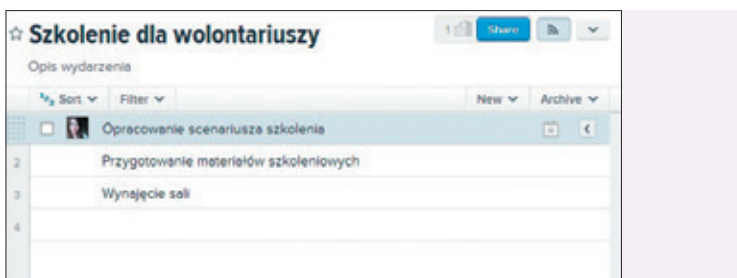 Szkolenie dla wolontariuszy 1 Share
Opis wydarzenia
Sort Filter New Archive
Opracowanie scenariusza szkolenia
2 Przygotowanie materiałów szkoleniowych
3 Wynajęcie sali
4